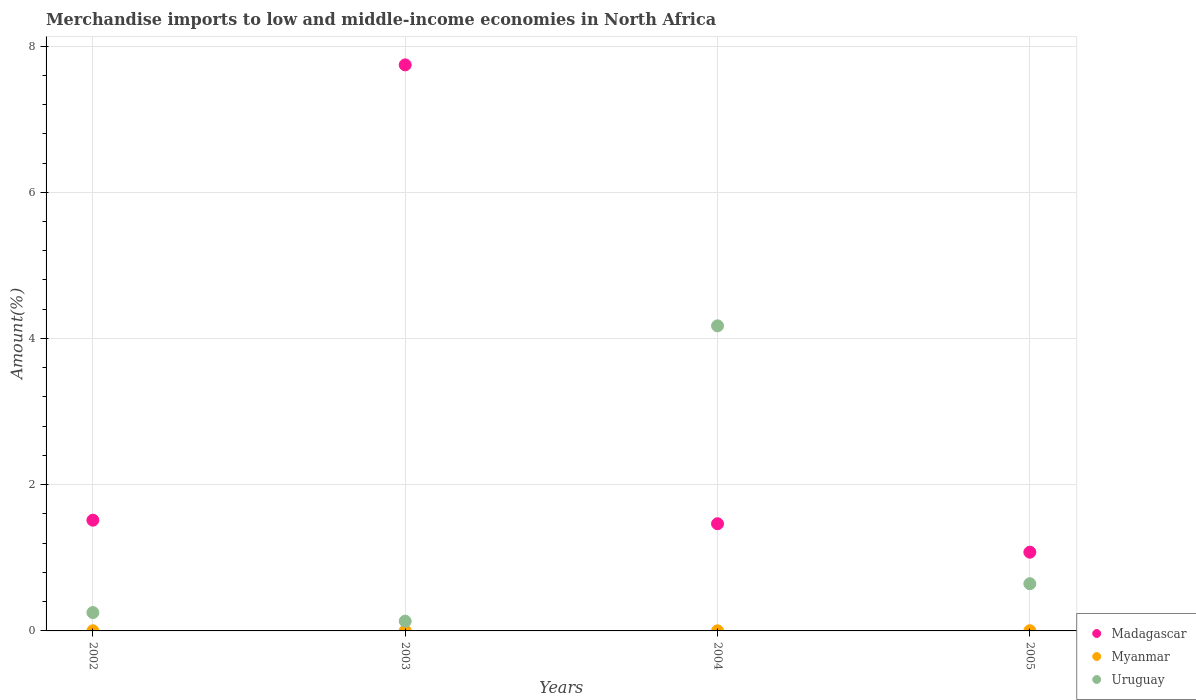 Merchandise imports to low and middle-income economies in North Africa
Amount(%)
8
6
4
2
0
2002
2003
2004
2005
Years
Madagascar
Myanmar
Uruguay